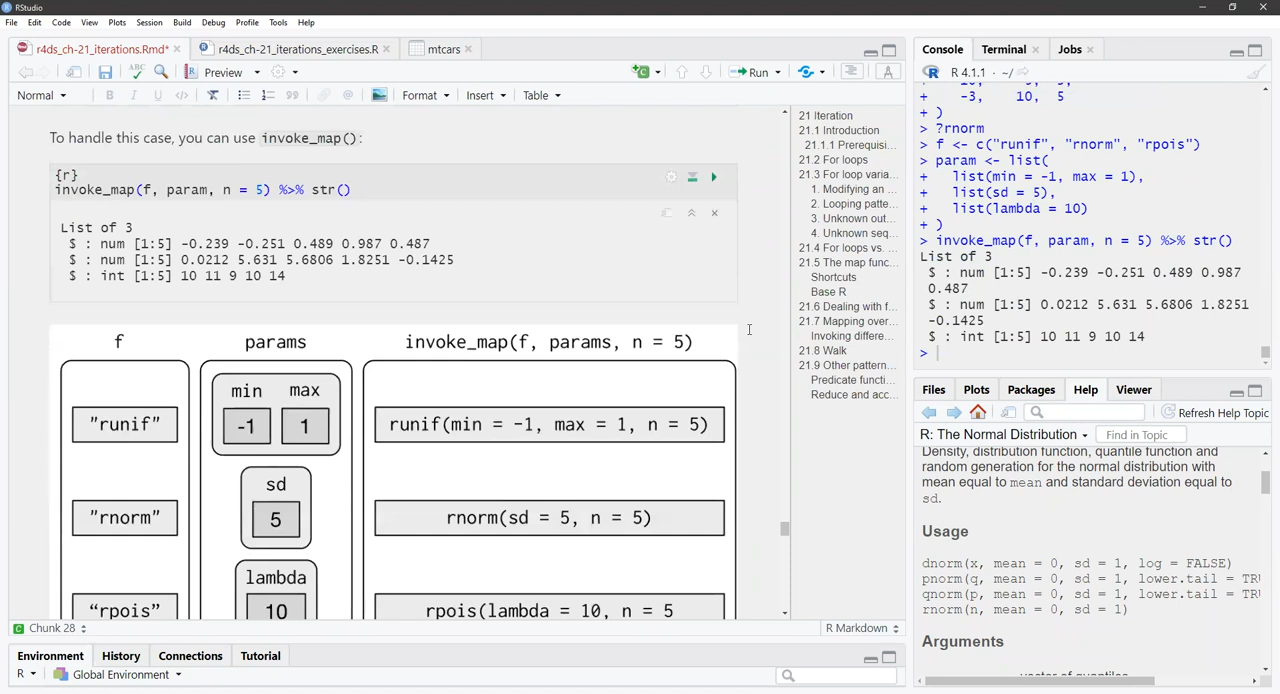 RStudio
File Edit Code View Plots Session Build Debug Profile Tools Help
r4ds_ch-21_iterations.Rmd*
r4ds_ch-21_iterations_exercises.R
mtcars
ABC
Preview
Run
Normal
B I U </>
Format
Insert
Table
To handle this case, you can use invoke_map():
{r}
invoke_map(f, param, n = 5) %>% str()
List of 3
$ : num [1:5] -0.239 -0.251 0.489 0.987 0.487
$ : num [1:5] 0.0212 5.631 5.6806 1.8251 -0.1425
$ : int [1:5] 10 11 9 10 14
f
params
invoke_map(f, params, n = 5)
min max
"runif"
-1 1
runif(min = -1, max = 1, n = 5)
sd
"rnorm"
5
rnorm(sd = 5, n = 5)
lambda
“rpois”
10
rpois(lambda = 10, n = 5
21 Iteration
21.1 Introduction
21.1.1 Prerequisi...
21.2 For loops
21.3 For loop varia...
1. Modifying an ...
2. Looping patte...
3. Unknown out...
4. Unknown seq...
21.4 For loops vs. ...
21.5 The map func...
Shortcuts
Base R
21.6 Dealing with f...
21.7 Mapping over...
Invoking differe...
21.8 Walk
21.9 Other pattern...
Predicate functi...
Reduce and acc...
Chunk 28
R Markdown
Environment History Connections Tutorial
R
Global Environment
Console Terminal Jobs
R 4.1.1 · ~/
+ -3, 10, 5
+ )
> ?rnorm
> f <- c("runif", "rnorm", "rpois")
> param <- list(
+ list(min = -1, max = 1),
+ list(sd = 5),
+ list(lambda = 10)
+ )
> invoke_map(f, param, n = 5) %>% str()
List of 3
$ : num [1:5] -0.239 -0.251 0.489 0.987
0.487
$ : num [1:5] 0.0212 5.631 5.6806 1.8251
-0.1425
$ : int [1:5] 10 11 9 10 14
>
Files Plots Packages Help Viewer
Refresh Help Topic
R: The Normal Distribution
Find in Topic
Density, distribution function, quantile function and
random generation for the normal distribution with
mean equal to mean and standard deviation equal to
sd.
Usage
dnorm(x, mean = 0, sd = 1, log = FALSE)
pnorm(q, mean = 0, sd = 1, lower.tail = TRU
qnorm(p, mean = 0, sd = 1, lower.tail = TRU
rnorm(n, mean = 0, sd = 1)
Arguments
vector of quantiles